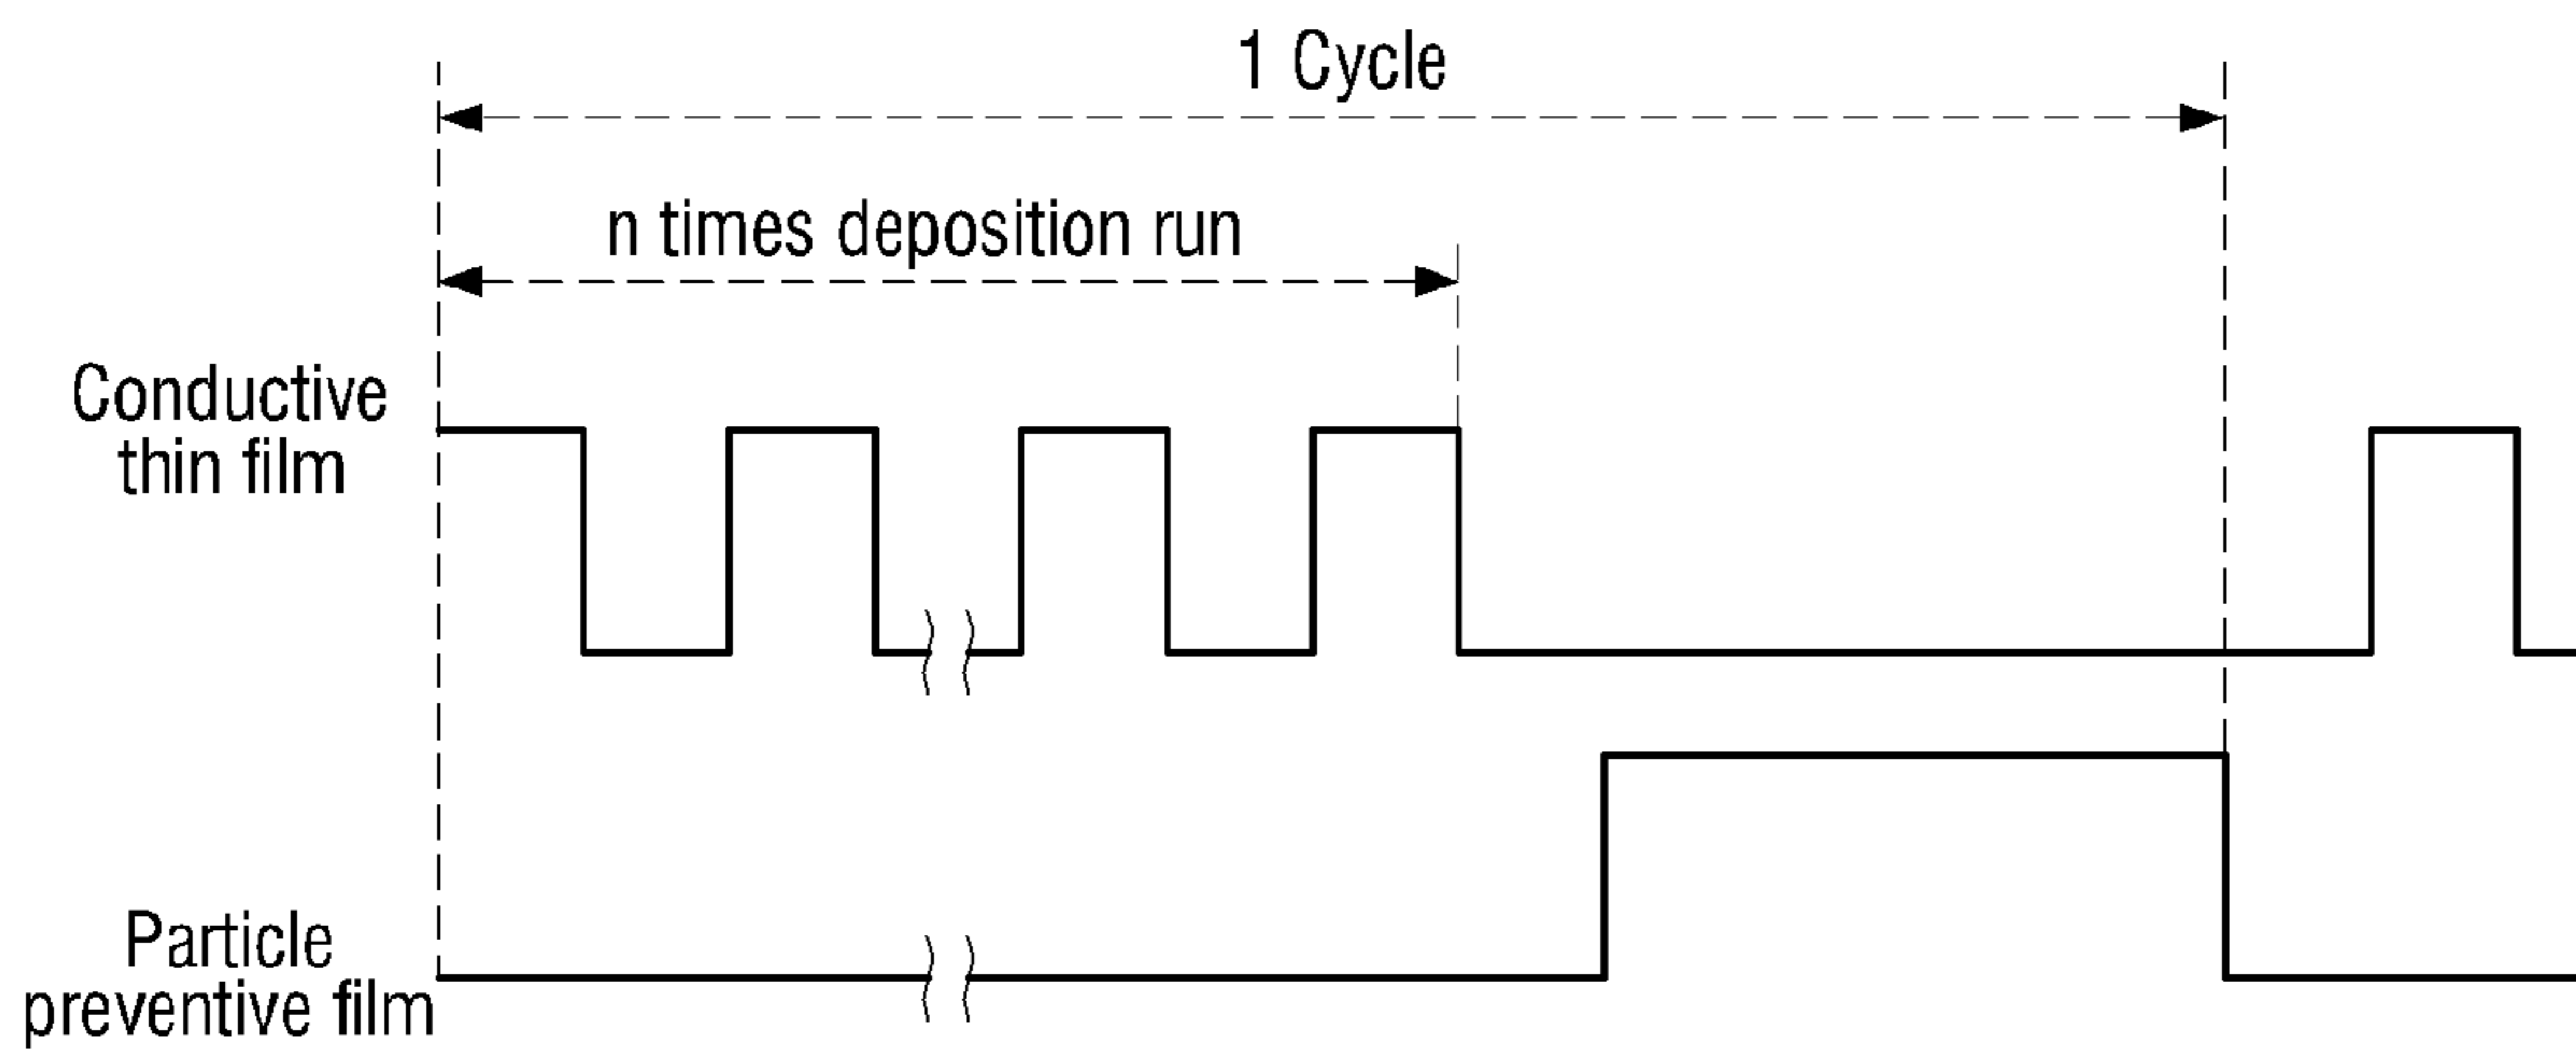 1 Cycle
n times deposition run
Conductive
thin film
Particle
preventive film